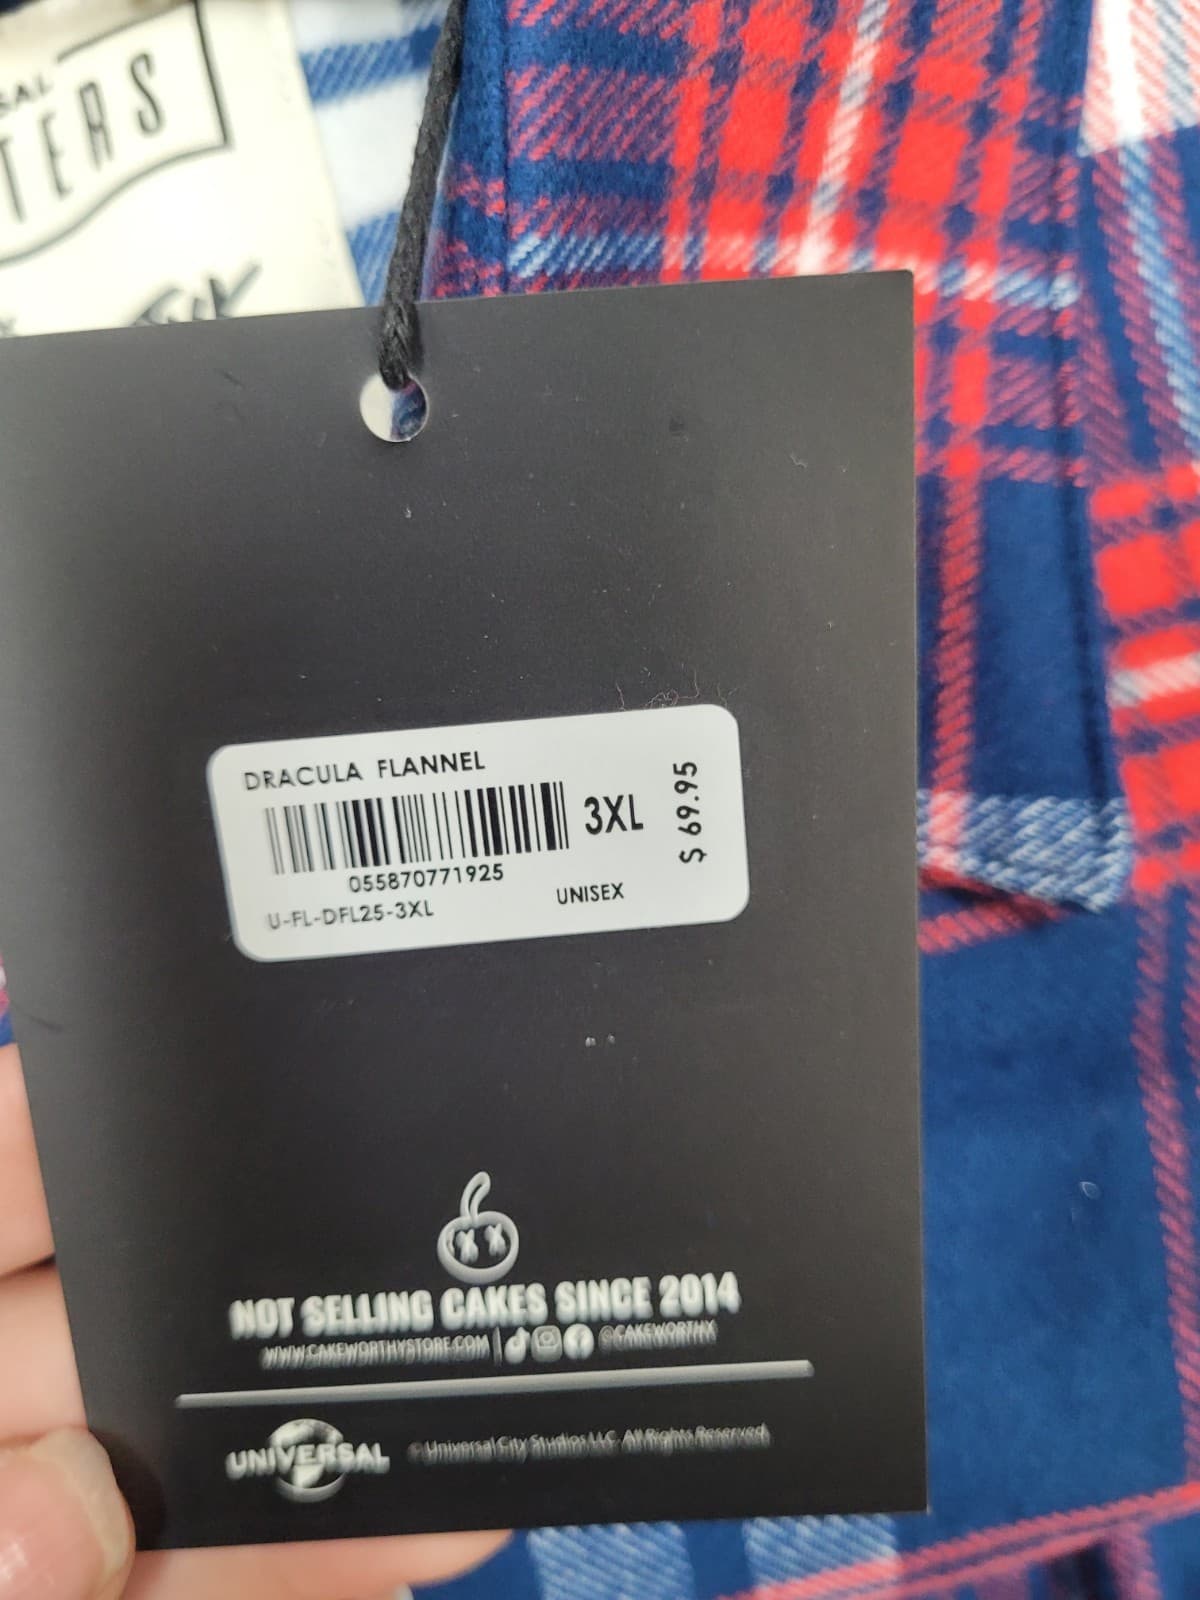 TERS
DRACULA FLANNEL
3XL
$ 69.95
055870771925
U-FL-DFL25-3XL
UNISEX
NOT SELLING CAKES SINCE 2014
WWW.CAKEWORTHYSTORE.COM | @CAKEWORTHY
UNIVERSAL
© Universal City Studios LLC. All Rights Reserved.